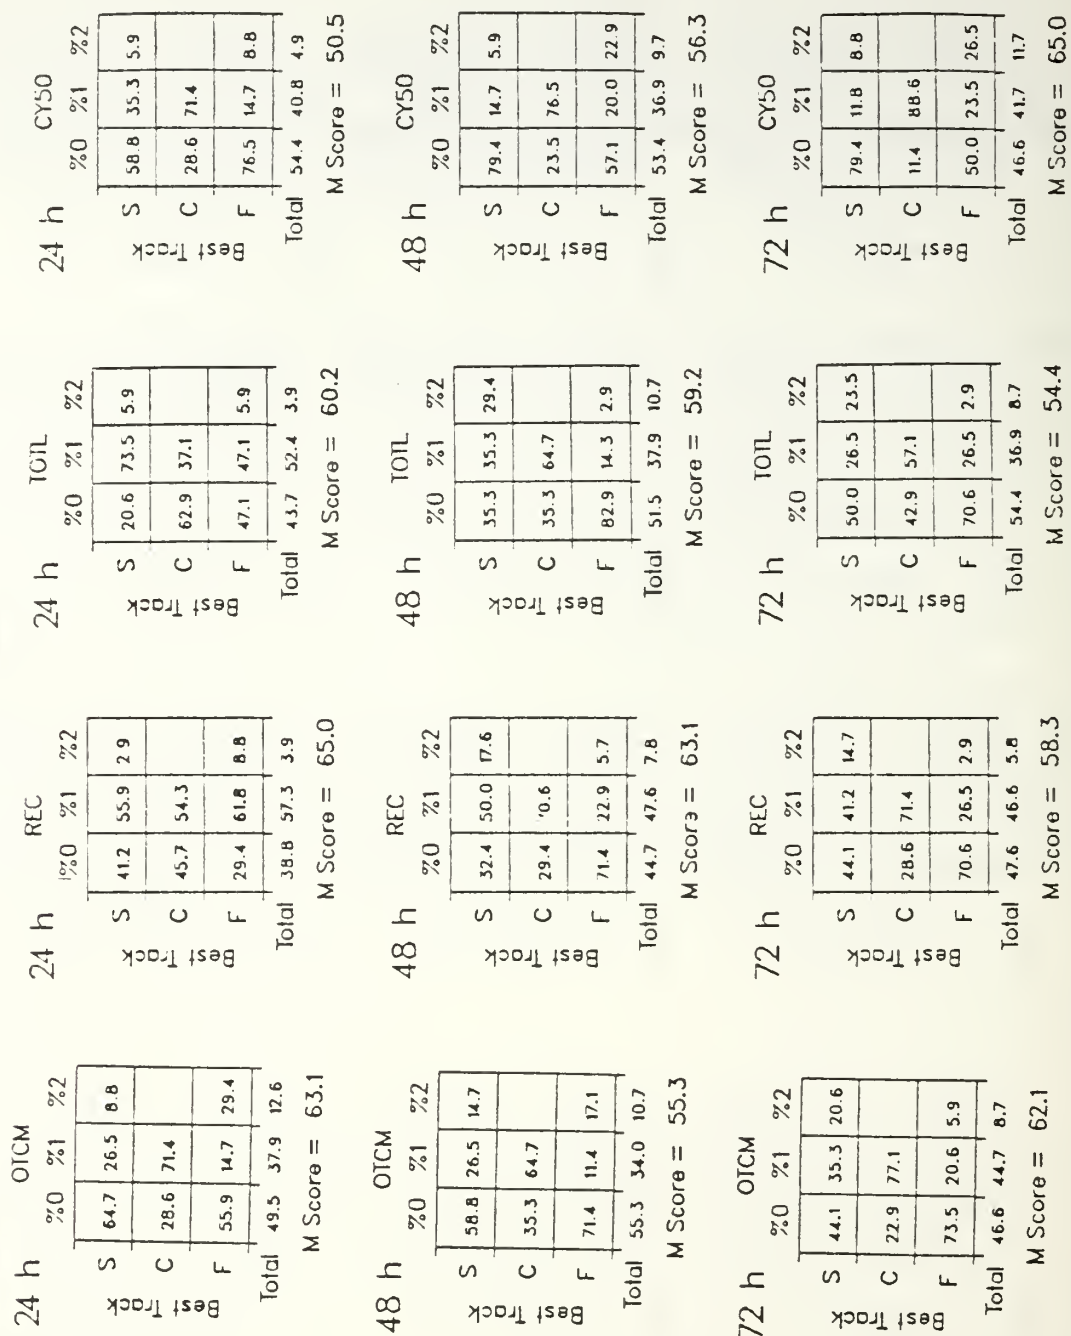 24 h OTCM
%0 %1 %2
Best Track
S 64.7 26.5 8.8
C 28.6 71.4
F 55.9 14.7 29.4
Total 49.5 37.9 12.6
M Score = 63.1
24 h REC
%0 %1 %2
Best Track
S 41.2 55.9 2.9
C 45.7 54.3
F 29.4 61.8 8.8
Total 38.8 57.3 3.9
M Score = 65.0
24 h TOTL
%0 %1 %2
Best Track
S 20.6 73.5 5.9
C 62.9 37.1
F 47.1 47.1 5.9
Total 43.7 52.4 3.9
M Score = 60.2
24 h CY50
%0 %1 %2
Best Track
S 58.8 35.3 5.9
C 28.6 71.4
F 76.5 14.7 8.8
Total 54.4 40.8 4.9
M Score = 50.5
48 h OTCM
%0 %1 %2
Best Track
S 58.8 26.5 14.7
C 35.3 64.7
F 71.4 11.4 17.1
Total 55.3 34.0 10.7
M Score = 55.3
48 h REC
%0 %1 %2
Best Track
S 32.4 50.0 17.6
C 29.4
F 71.4 22.9 5.7
Total 44.7 47.6 7.8
M Score = 63.1
48 h TOTL
%0 %1 %2
Best Track
S 35.3 35.3 29.4
C 35.3 64.7
F 82.9 14.3 2.9
Total 51.5 37.9 10.7
M Score = 59.2
48 h CY50
%0 %1 %2
Best Track
S 79.4 14.7 5.9
C 23.5 76.5
F 57.1 20.0 22.9
Total 53.4 36.9 9.7
M Score = 56.3
72 h OTCM
%0 %1 %2
Best Track
S 44.1 35.3 20.6
C 22.9 77.1
F 73.5 20.6 5.9
Total 46.6 44.7 8.7
M Score = 62.1
72 h REC
%0 %1 %2
Best Track
S 44.1 41.2 14.7
C 28.6 71.4
F 70.6 26.5 2.9
Total 47.6 46.6 5.8
M Score = 58.3
72 h TOTL
%0 %1 %2
Best Track
S 50.0 26.5 23.5
C 42.9 57.1
F 70.6 26.5 2.9
Total 54.4 36.9 8.7
M Score = 54.4
72 h CY50
%0 %1 %2
Best Track
S 79.4 11.8 8.8
C 11.4 88.6
F 50.0 23.5 26.5
Total 46.6 41.7 11.7
M Score = 65.0